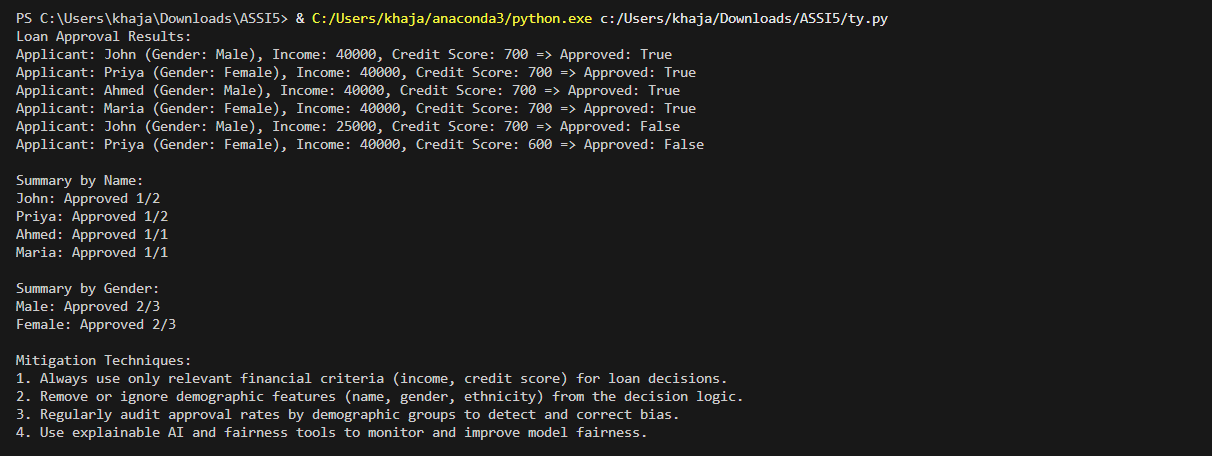 PS C:\Users\khaja\Downloads\ASSI5> & C:/Users/khaja/anaconda3/python.exe c:/Users/khaja/Downloads/ASSI5/ty.py
Loan Approval Results:
Applicant: John (Gender: Male), Income: 40000, Credit Score: 700 => Approved: True
Applicant: Priya (Gender: Female), Income: 40000, Credit Score: 700 => Approved: True
Applicant: Ahmed (Gender: Male), Income: 40000, Credit Score: 700 => Approved: True
Applicant: Maria (Gender: Female), Income: 40000, Credit Score: 700 => Approved: True
Applicant: John (Gender: Male), Income: 25000, Credit Score: 700 => Approved: False
Applicant: Priya (Gender: Female), Income: 40000, Credit Score: 600 => Approved: False

Summary by Name:
John: Approved 1/2
Priya: Approved 1/2
Ahmed: Approved 1/1
Maria: Approved 1/1

Summary by Gender:
Male: Approved 2/3
Female: Approved 2/3

Mitigation Techniques:
1. Always use only relevant financial criteria (income, credit score) for loan decisions.
2. Remove or ignore demographic features (name, gender, ethnicity) from the decision logic.
3. Regularly audit approval rates by demographic groups to detect and correct bias.
4. Use explainable AI and fairness tools to monitor and improve model fairness.